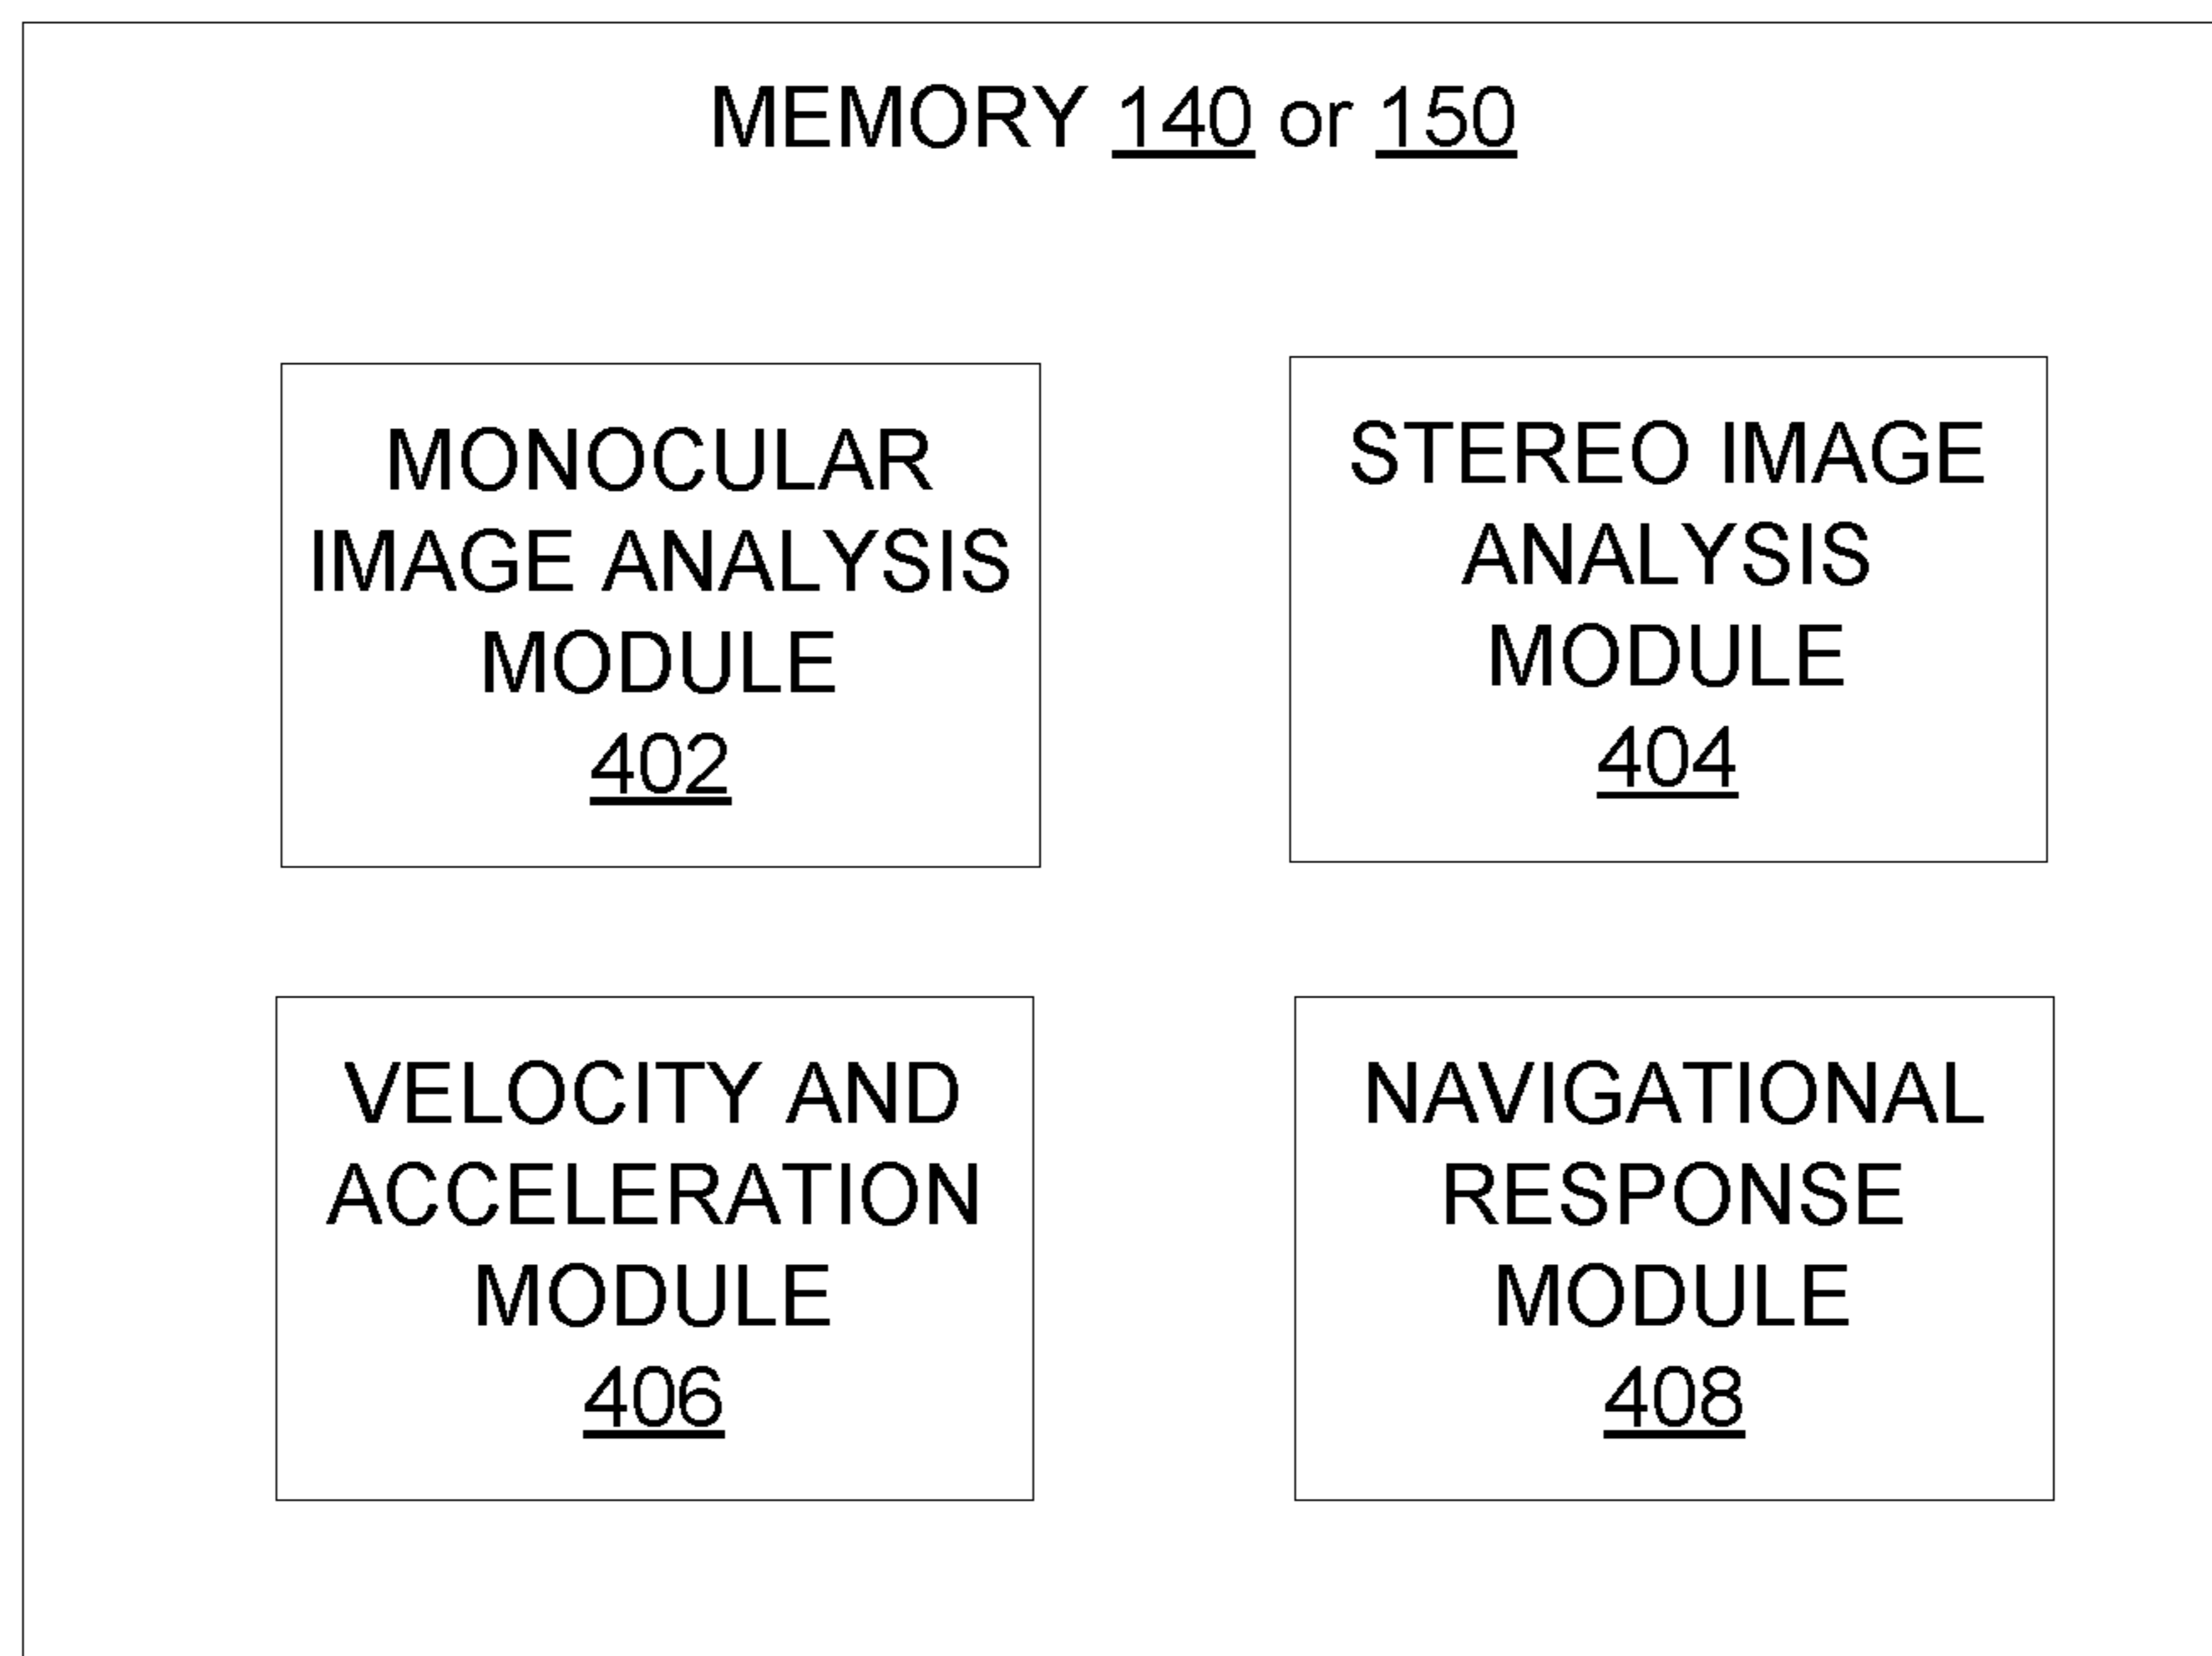 MEMORY 140 or 150
MONOCULAR
IMAGE ANALYSIS
MODULE
402
STEREO IMAGE
ANALYSIS
MODULE
404
VELOCITY AND
ACCELERATION
MODULE
406
NAVIGATIONAL
RESPONSE
MODULE
408